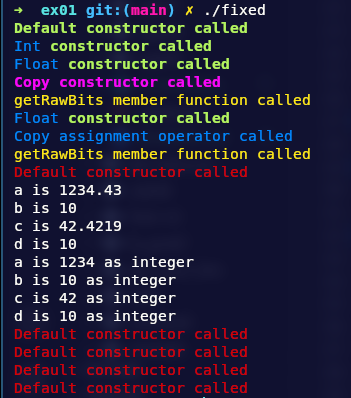 ➜  ex01 git:(main) ✗ ./fixed
Default constructor called
Int constructor called
Float constructor called
Copy constructor called
getRawBits member function called
Float constructor called
Copy assignment operator called
getRawBits member function called
Default constructor called
a is 1234.43
b is 10
c is 42.4219
d is 10
a is 1234 as integer
b is 10 as integer
c is 42 as integer
d is 10 as integer
Default constructor called
Default constructor called
Default constructor called
Default constructor called